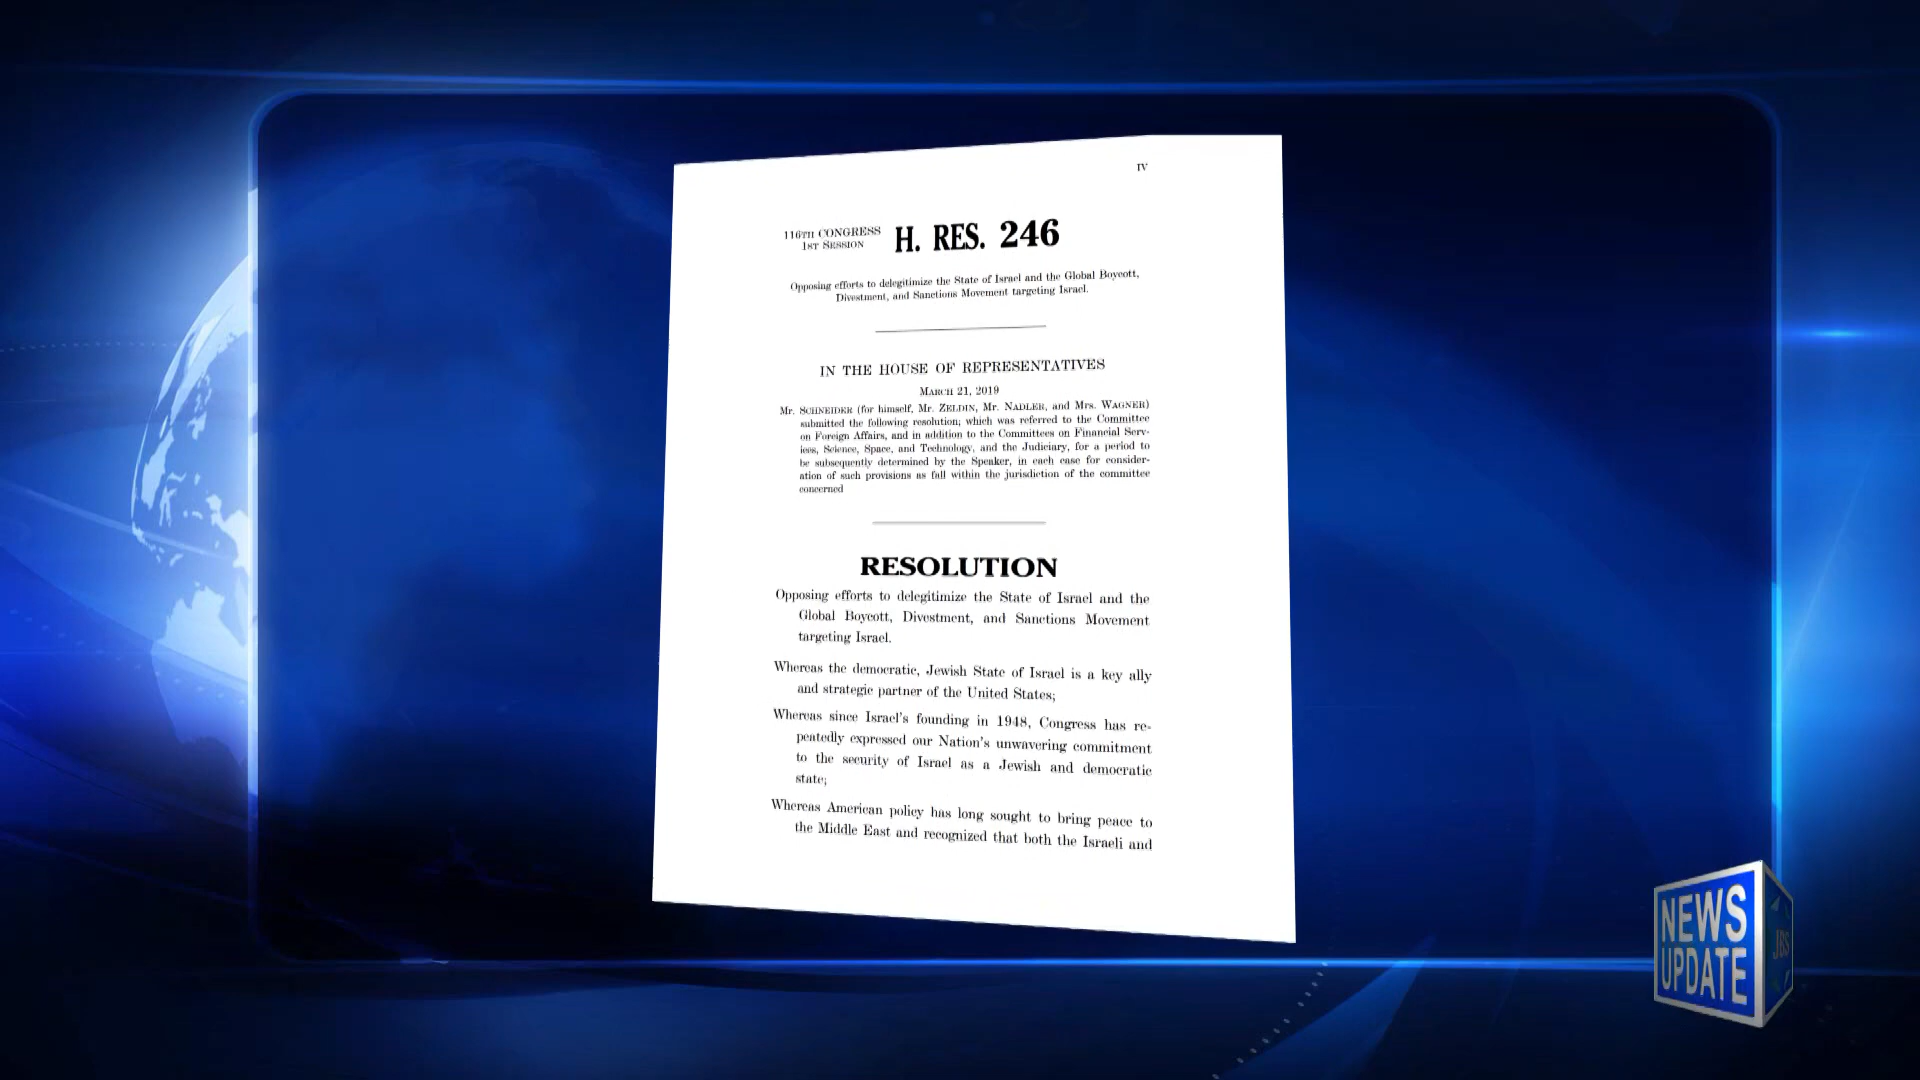 IV
116TH CONGRESS
1ST SESSION
H. RES. 246
Opposing efforts to delegitimize the State of Israel and the Global Boycott,
Divestment, and Sanctions Movement targeting Israel.
IN THE HOUSE OF REPRESENTATIVES
MARCH 21, 2019
Mr. SCHNEIDER (for himself, Mr. ZELDIN, Mr. NADLER, and Mrs. WAGNER)
submitted the following resolution; which was referred to the Committee
on Foreign Affairs, and in addition to the Committees on Financial Serv-
ices, Science, Space, and Technology, and the Judiciary, for a period to
be subsequently determined by the Speaker, in each case for consider-
ation of such provisions as fall within the jurisdiction of the committee
concerned
RESOLUTION
Opposing efforts to delegitimize the State of Israel and the
Global Boycott, Divestment, and Sanctions Movement
targeting Israel.
Whereas the democratic, Jewish State of Israel is a key ally
and strategic partner of the United States;
Whereas since Israel's founding in 1948, Congress has re-
peatedly expressed our Nation's unwavering commitment
to the security of Israel as a Jewish and democratic
state;
Whereas American policy has long sought to bring peace to
the Middle East and recognized that both the Israeli and
NEWS
UPDATE
JBS